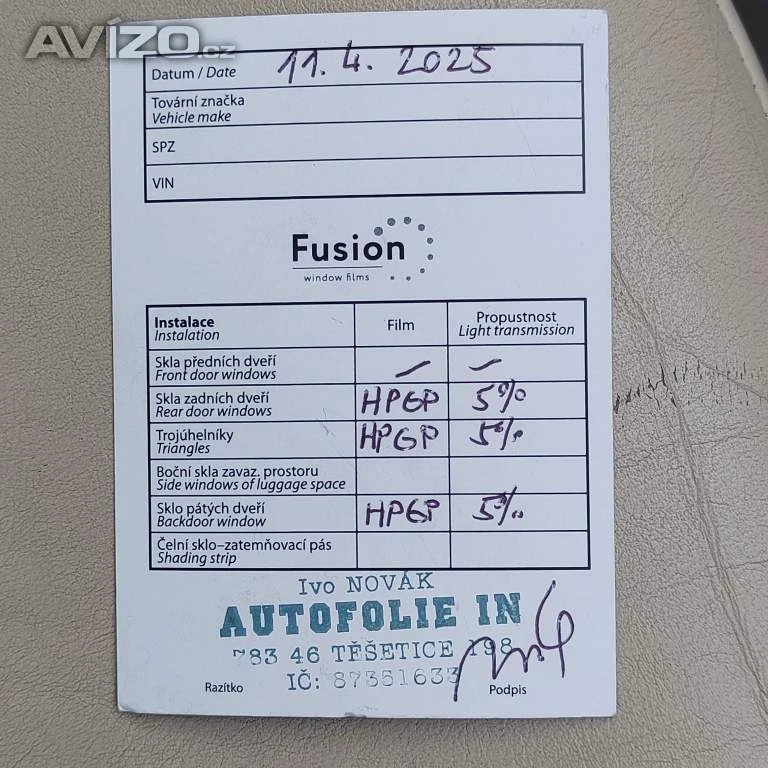 AVÍZO.cz
Datum / Date 11. 4. 2025
Tovární značka
Vehicle make
SPZ
VIN
Fusion
window films
Instalace
Instalation
Film
Propustnost
Light transmission
Skla předních dveří
Front door windows
– –
Skla zadních dveří
Rear door windows
HPGP 5%
Trojúhelníky
Triangles
HPGP 5%
Boční skla zavaz. prostoru
Side windows of luggage space
Sklo pátých dveří
Backdoor window
HPGP 5%
Čelní sklo–zatemňovací pás
Shading strip
Ivo NOVÁK
AUTOFOLIE IN
783 46 TĚŠETICE 198
IČ: 87351633
Razítko
Podpis